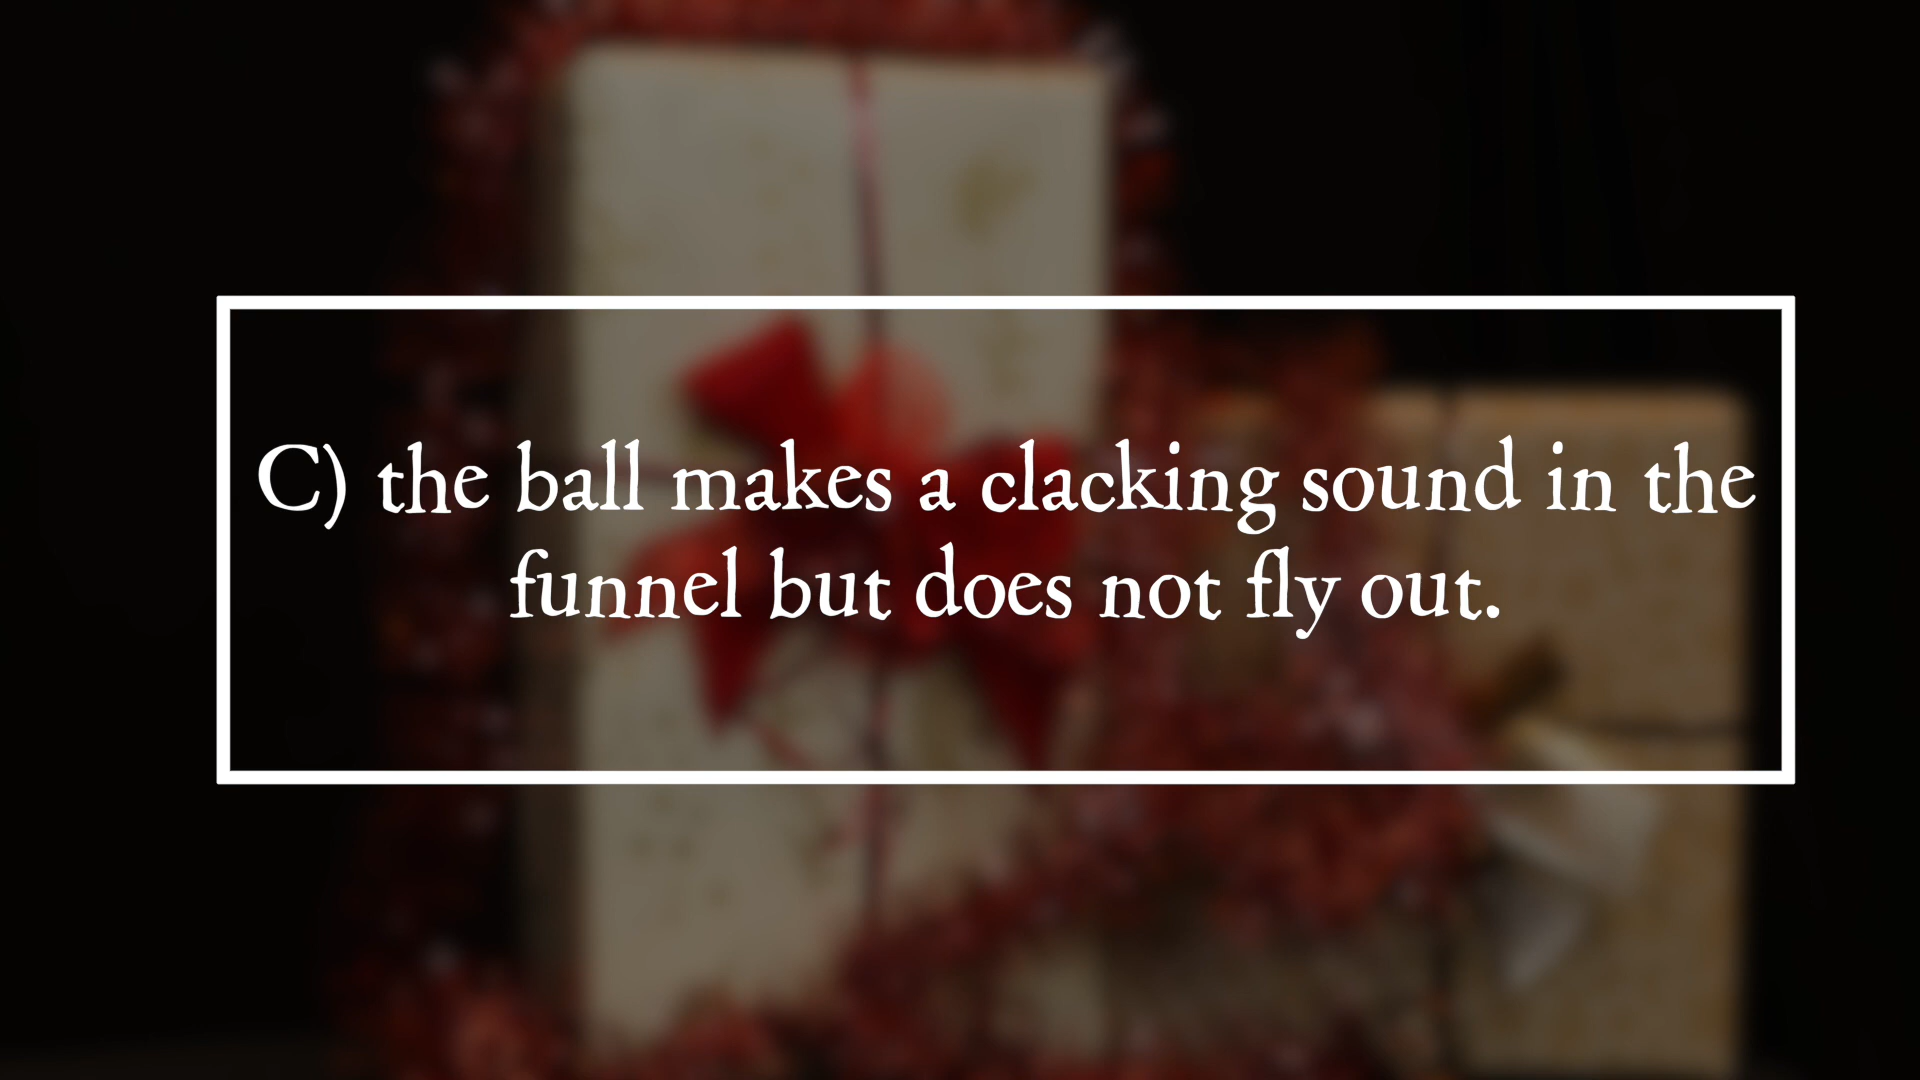 C) the ball makes a clacking sound in the
funnel but does not fly out.